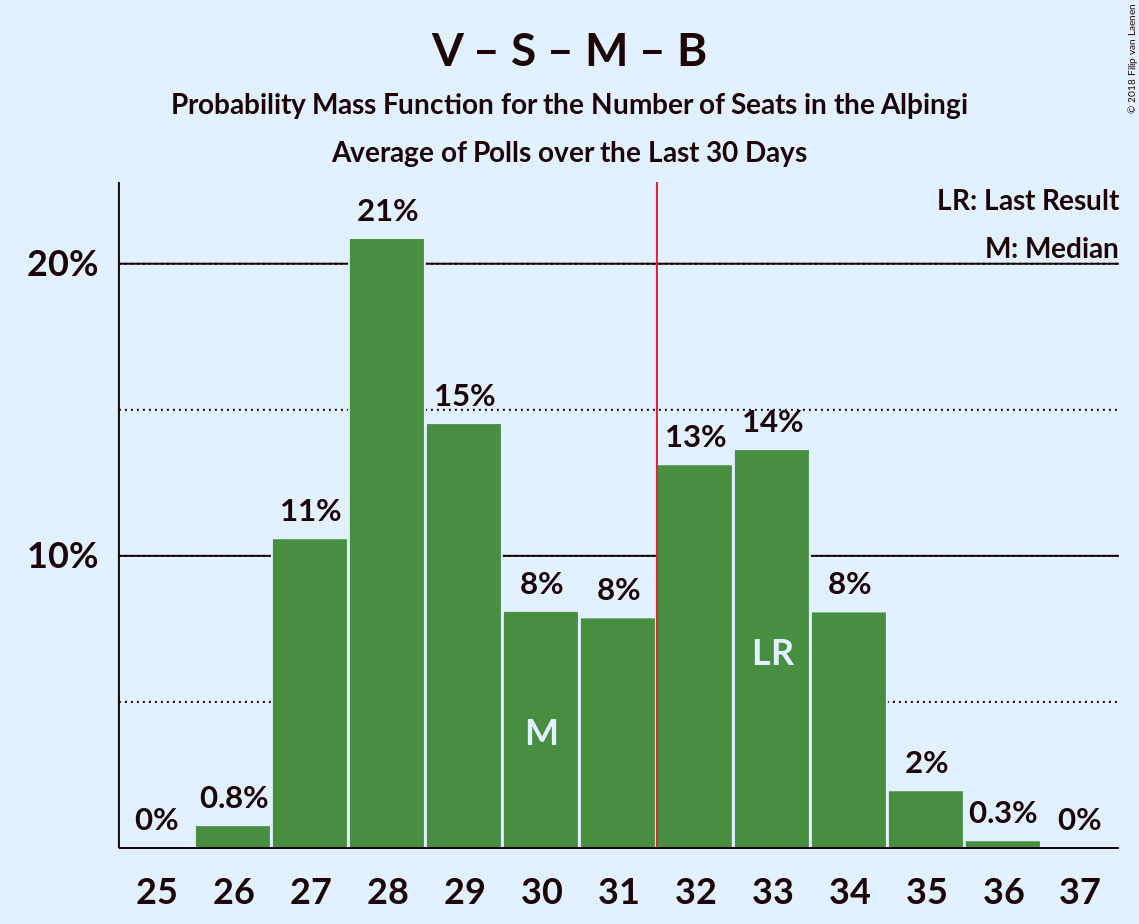 V – S – M – B
Probability Mass Function for the Number of Seats in the Alþingi
Average of Polls over the Last 30 Days
© 2018 Filip van Laenen
LR: Last Result
M: Median
20%
10%
0%
0.8%
11%
21%
15%
8%
8%
13%
14%
8%
2%
0.3%
0%
M
LR
25 26 27 28 29 30 31 32 33 34 35 36 37